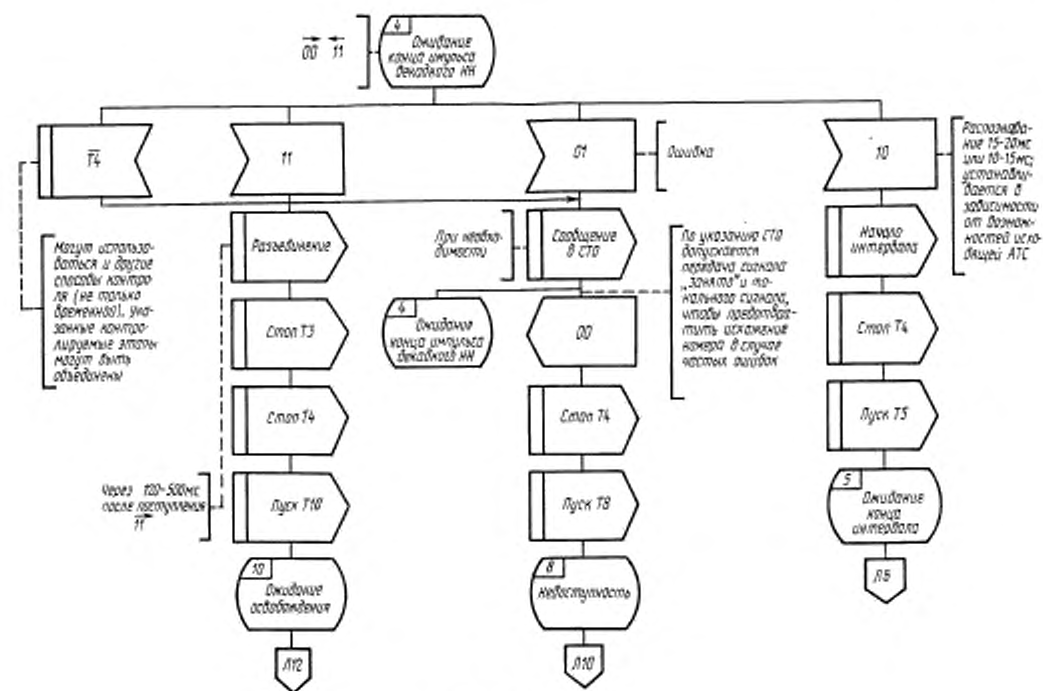 4
Ожидание
конца импульса
декадного НН
00 11
T4
11
01
Ошибка
10
Распознава-
ние 15-20мс
или 10-15мс;
устанавли-
вается в
зависимости
от возмож-
ностей исхо-
дящей АТС
Могут использо-
ваться и другие
способы контро-
ля (не только
временной), ука-
занные контро-
лируемые этапы
могут быть
объединены
Разъединение
При необхо-
димости
Сообщение
в СТО
По указанию СТО
допускается
передача сигнала
„занято" и то-
нального сигнала,
чтобы предотвра-
тить искажение
номера в случае
частых ошибок
Начало
интервала
Стоп Т3
4
Ожидание
конца импульса
декадного НН
00
Стоп Т4
Стоп Т4
Стоп Т4
Пуск Т5
Через 100-500мс
после поступления
11
Пуск Т10
Пуск Т8
5
Ожидание
конца
интервала
10
Ожидание
освобождения
8
Недоступность
Л12
Л10